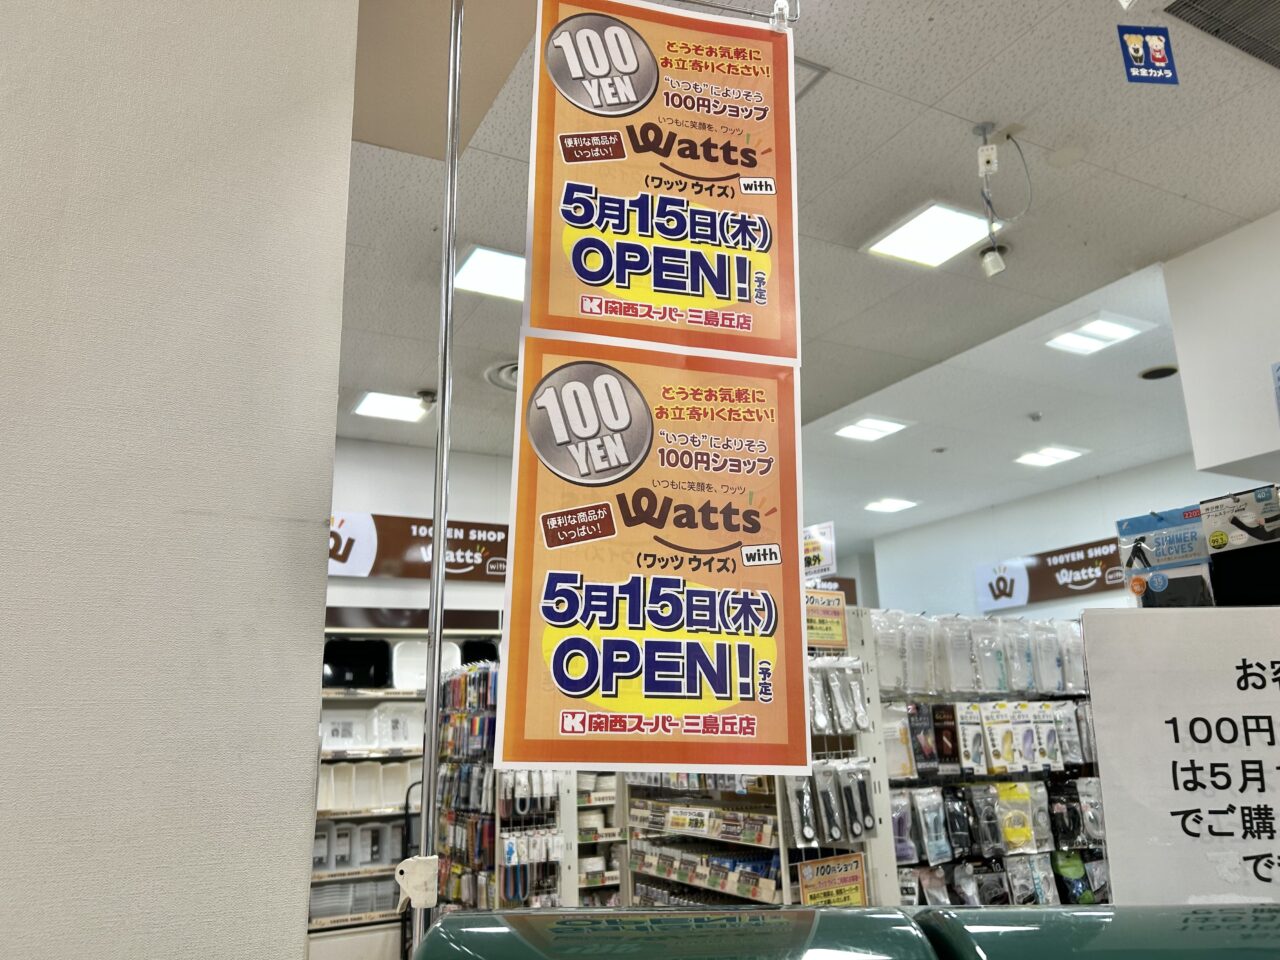 100
YEN
どうぞお気軽に
お立寄りください!
"いつも"によりそう
100円ショップ
いつもに笑顔を、ワッツ
便利な商品が
いっぱい!
Watts
with
(ワッツ ウイズ)
5月15日(木)
OPEN!
(予定)
関西スーパー 三島丘店
100
YEN
どうぞお気軽に
お立寄りください!
"いつも"によりそう
100円ショップ
いつもに笑顔を、ワッツ
便利な商品が
いっぱい!
Watts
with
(ワッツ ウイズ)
5月15日(木)
OPEN!
(予定)
関西スーパー 三島丘店
安全カメラ
100YEN SHOP
Watts
with
100YEN SHOP
Watts
with
SUMMER
GLOVES
100円ショップ
お
100円
は5月
でご購
で